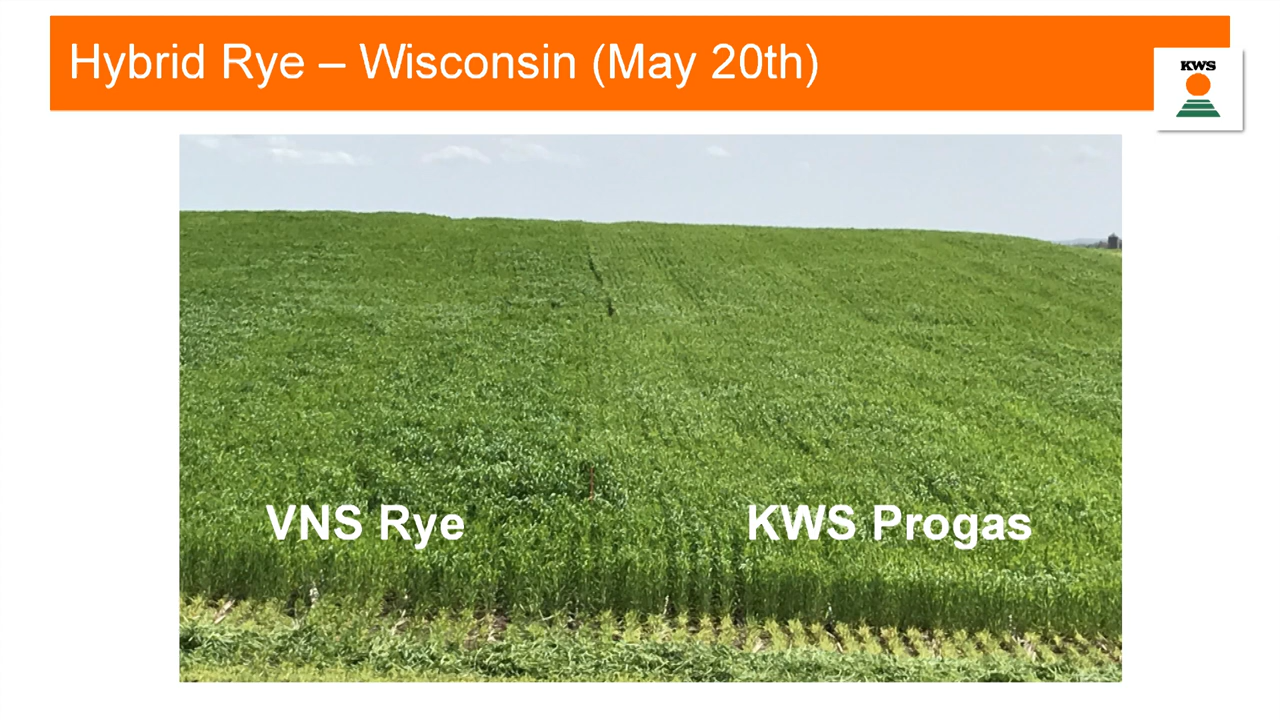 Hybrid Rye – Wisconsin (May 20th)
KWS
VNS Rye
KWS Progas